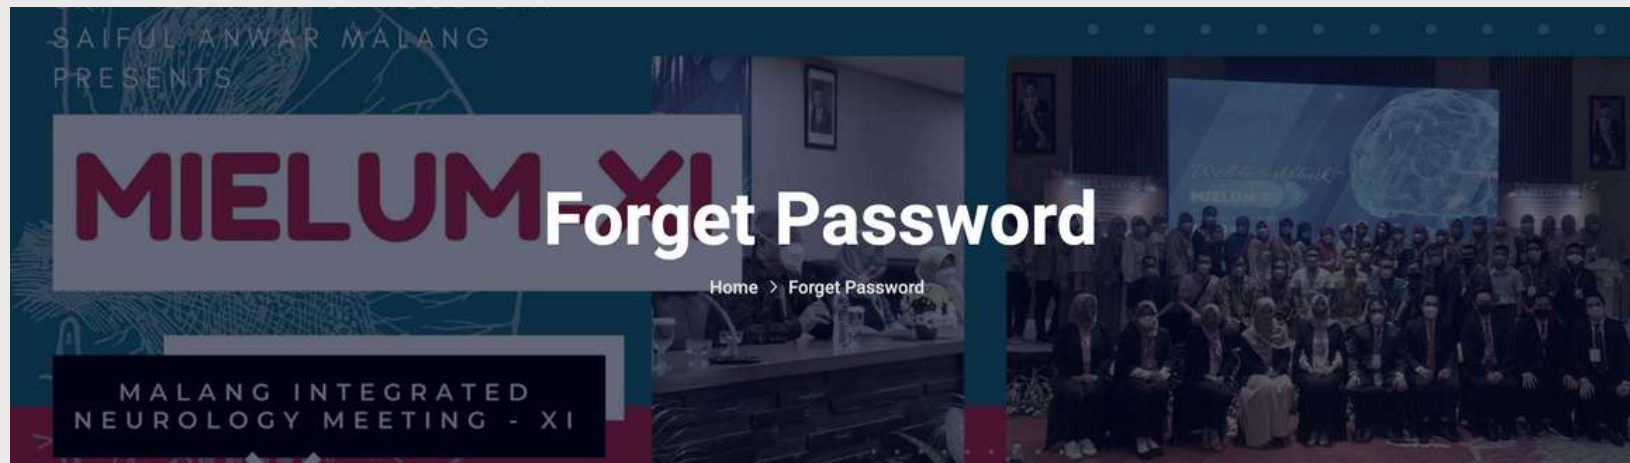 SAIFUL ANWAR MALANG
PRESENTS
MIELUM-XI
Forget Password
Home > Forget Password
MALANG INTEGRATED
NEUROLOGY MEETING - XI